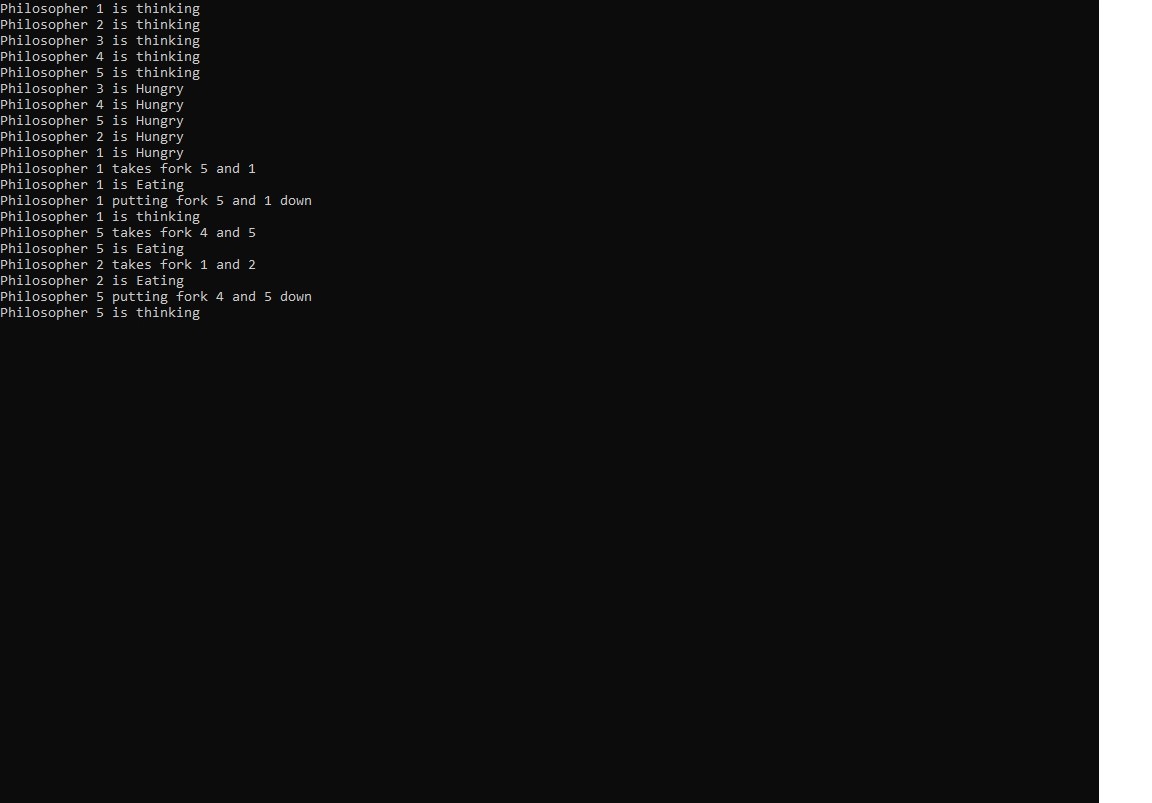 Philosopher 1 is thinking
Philosopher 2 is thinking
Philosopher 3 is thinking
Philosopher 4 is thinking
Philosopher 5 is thinking
Philosopher 3 is Hungry
Philosopher 4 is Hungry
Philosopher 5 is Hungry
Philosopher 2 is Hungry
Philosopher 1 is Hungry
Philosopher 1 takes fork 5 and 1
Philosopher 1 is Eating
Philosopher 1 putting fork 5 and 1 down
Philosopher 1 is thinking
Philosopher 5 takes fork 4 and 5
Philosopher 5 is Eating
Philosopher 2 takes fork 1 and 2
Philosopher 2 is Eating
Philosopher 5 putting fork 4 and 5 down
Philosopher 5 is thinking